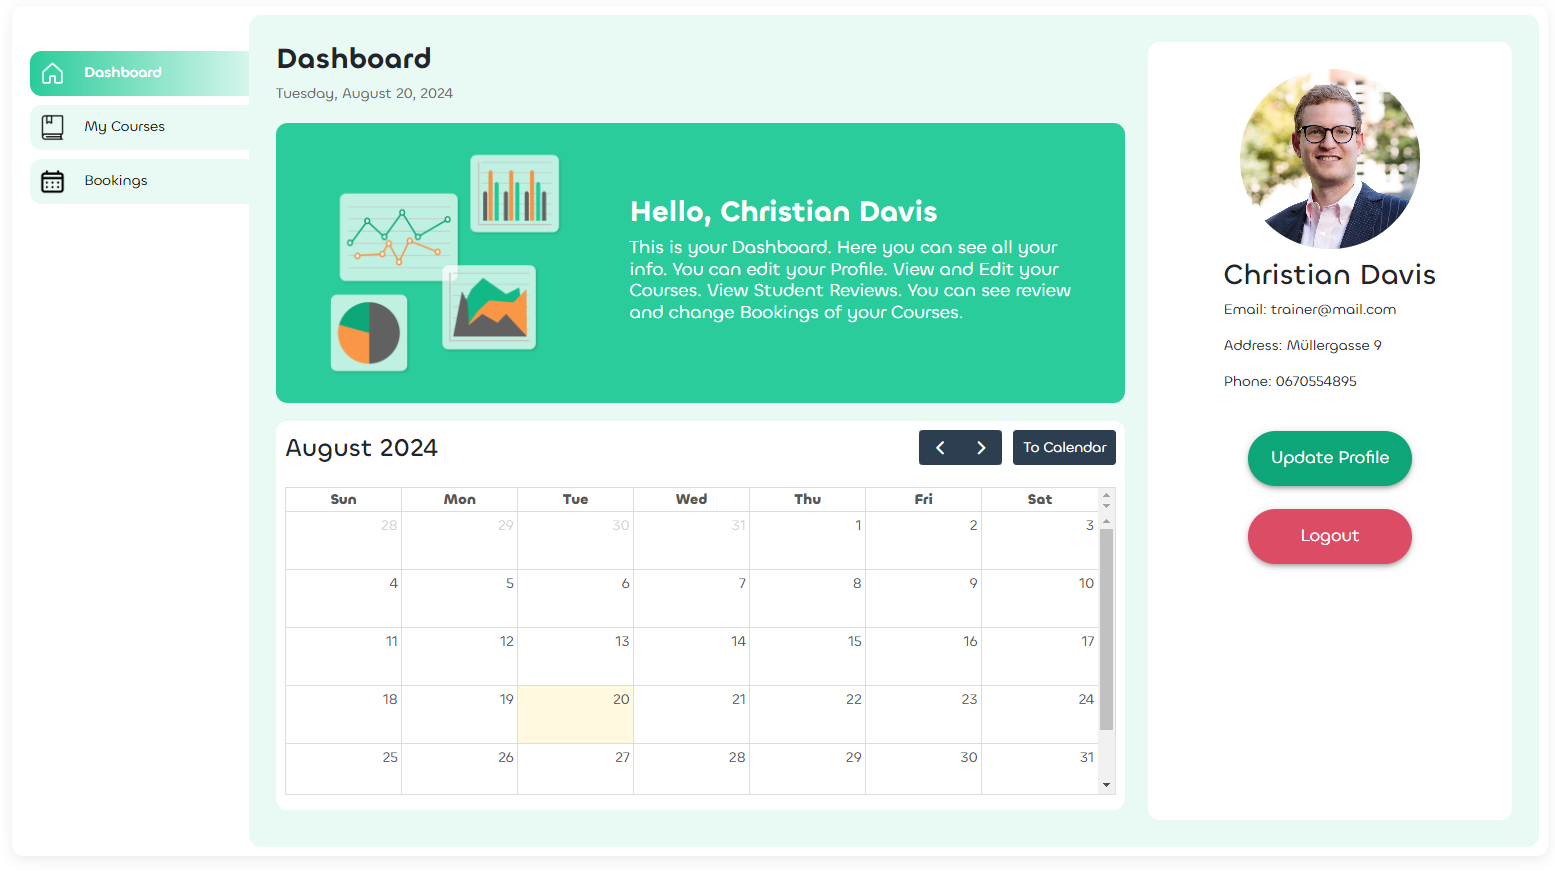 Dashboard
My Courses
Bookings
Dashboard
Tuesday, August 20, 2024
Hello, Christian Davis
This is your Dashboard. Here you can see all your
info. You can edit your Profile. View and Edit your
Courses. View Student Reviews. You can see review
and change Bookings of your Courses.
August 2024
To Calendar
Sun Mon Tue Wed Thu Fri Sat
28 29 30 31 1 2 3
4 5 6 7 8 9 10
11 12 13 14 15 16 17
18 19 20 21 22 23 24
25 26 27 28 29 30 31
Christian Davis
Email: trainer@mail.com
Address: Müllergasse 9
Phone: 0670554895
Update Profile
Logout